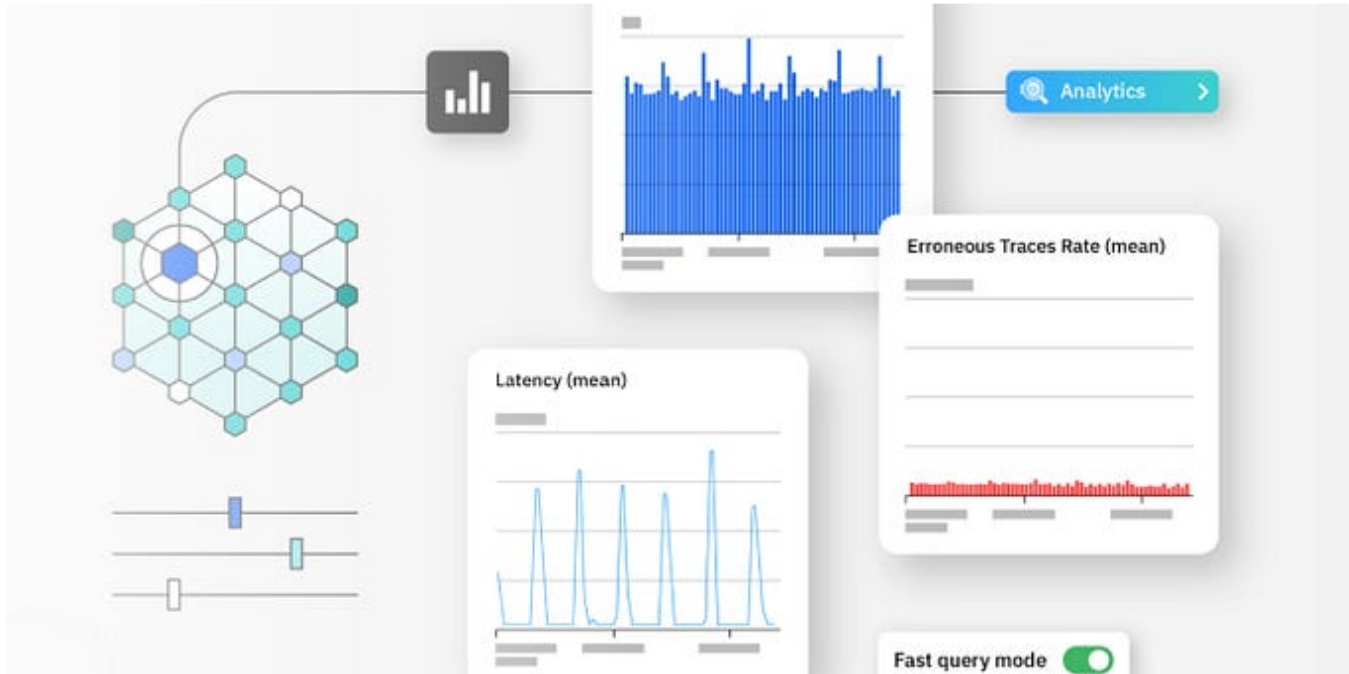 Analytics
Erroneous Traces Rate (mean)
Latency (mean)
Fast query mode